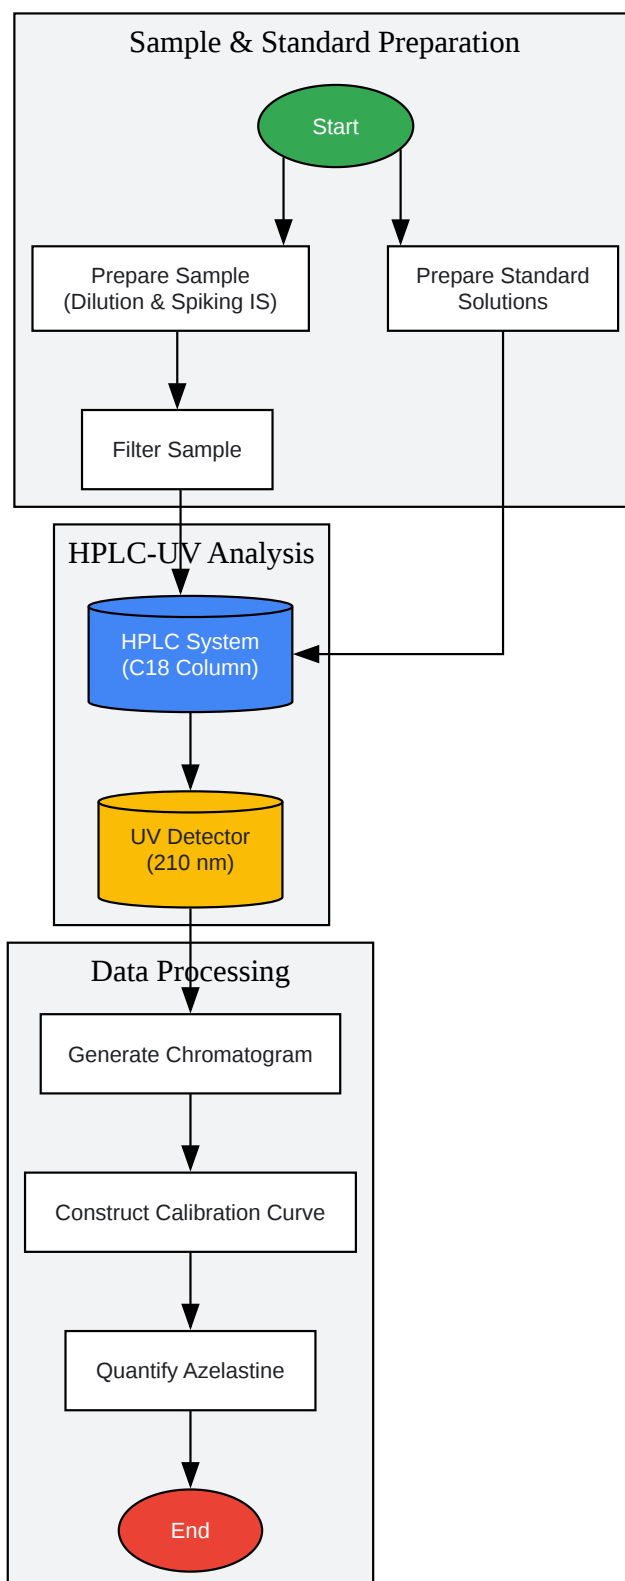 Sample & Standard Preparation
Start
Prepare Sample
(Dilution & Spiking IS)
Prepare Standard
Solutions
Filter Sample
HPLC-UV Analysis
HPLC System
(C18 Column)
UV Detector
(210 nm)
Data Processing
Generate Chromatogram
Construct Calibration Curve
Quantify Azelastine
End